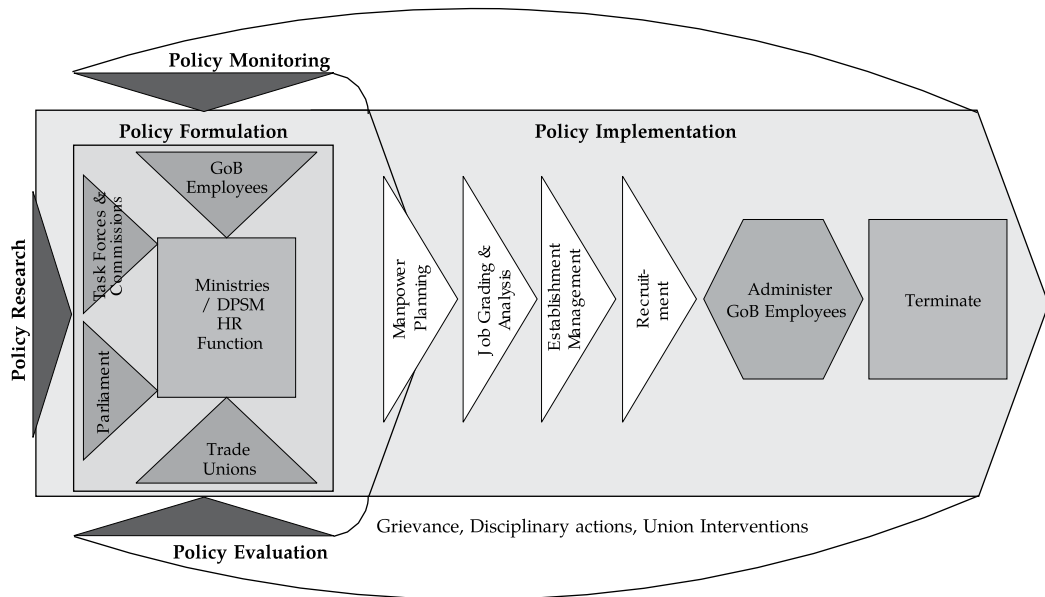 Policy Monitoring
Policy Formulation
Policy Implementation
GoB
Employees
Task Forces &
Commissions
Policy Research
Ministries
/ DPSM
HR
Function
Parliament
Trade
Unions
Manpower
Planning
Job Grading &
Analysis
Establishment
Management
Recruit-
ment
Administer
GoB Employees
Terminate
Grievance, Disciplinary actions, Union Interventions
Policy Evaluation